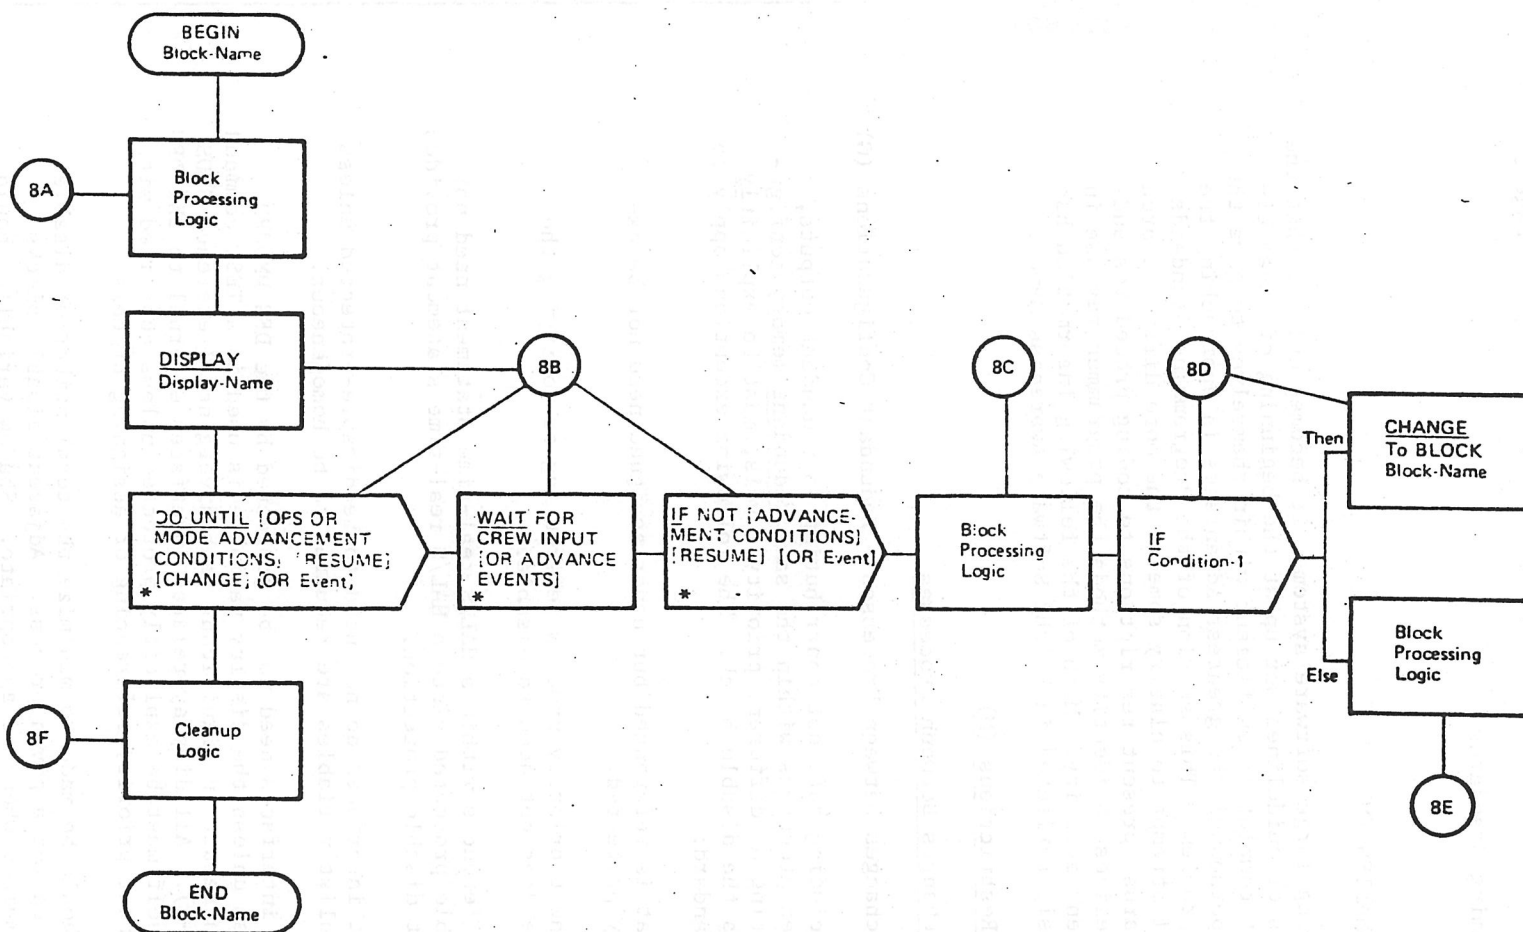 BEGIN
Block-Name
8A
Block
Processing
Logic
DISPLAY
Display-Name
8B
8C
8D
Then
CHANGE
To BLOCK
Block-Name
DO UNTIL [OPS OR
MODE ADVANCEMENT
CONDITIONS] [RESUME]
[CHANGE] [OR Event]
*
WAIT FOR
CREW INPUT
[OR ADVANCE
EVENTS]
*
IF NOT [ADVANCE-
MENT CONDITIONS]
[RESUME] [OR Event]
*
Block
Processing
Logic
IF
Condition-1
Else
Block
Processing
Logic
8F
Cleanup
Logic
8E
END
Block-Name